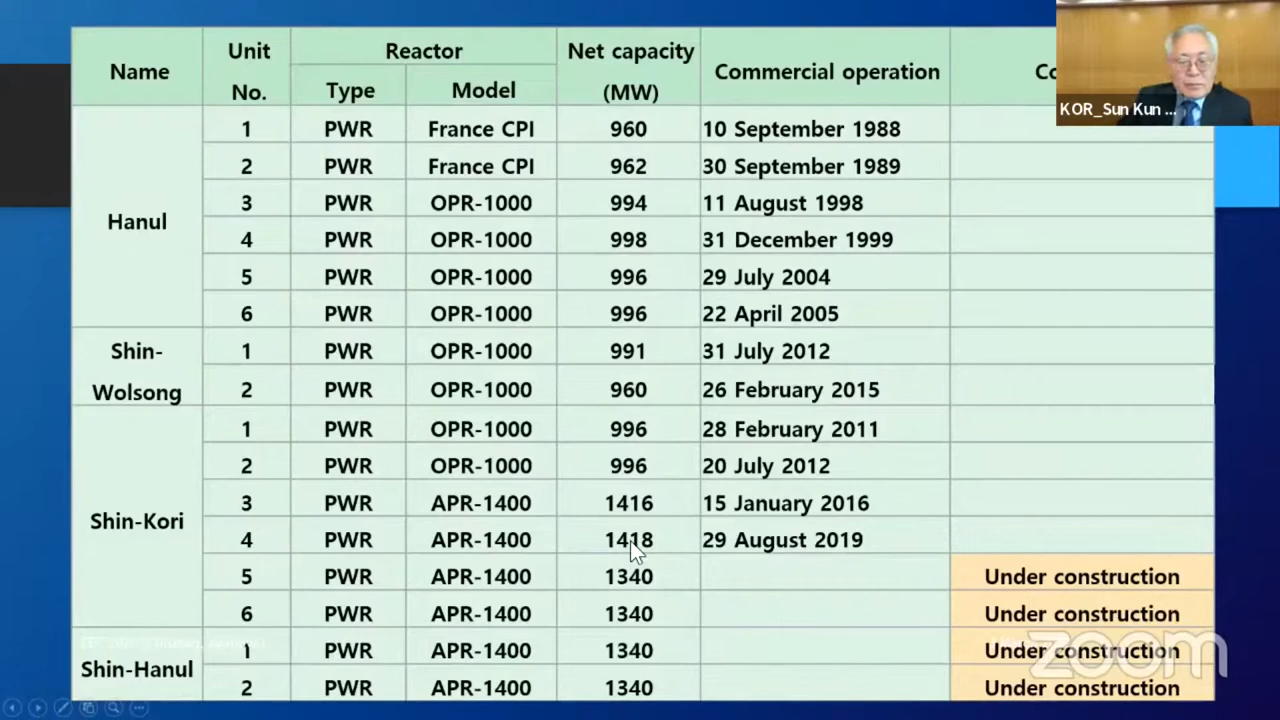 Name
Unit
No.
Reactor
Type
Model
Net capacity
(MW)
Commercial operation
KOR_Sun Kun ...
Hanul
1 PWR France CPI 960 10 September 1988
2 PWR France CPI 962 30 September 1989
3 PWR OPR-1000 994 11 August 1998
4 PWR OPR-1000 998 31 December 1999
5 PWR OPR-1000 996 29 July 2004
6 PWR OPR-1000 996 22 April 2005
Shin-
Wolsong
1 PWR OPR-1000 991 31 July 2012
2 PWR OPR-1000 960 26 February 2015
Shin-Kori
1 PWR OPR-1000 996 28 February 2011
2 PWR OPR-1000 996 20 July 2012
3 PWR APR-1400 1416 15 January 2016
4 PWR APR-1400 1418 29 August 2019
5 PWR APR-1400 1340 Under construction
6 PWR APR-1400 1340 Under construction
Shin-Hanul
1 PWR APR-1400 1340 Under construction
2 PWR APR-1400 1340 Under construction
zoom